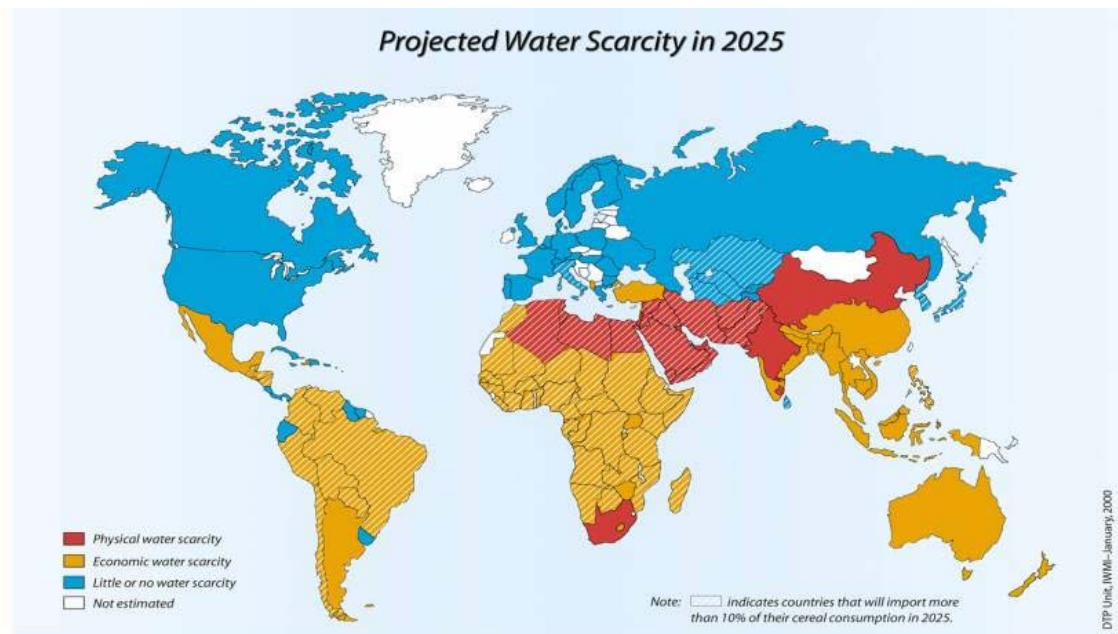 Projected Water Scarcity in 2025
Physical water scarcity
Economic water scarcity
Little or no water scarcity
Not estimated
Note: indicates countries that will import more
than 10% of their cereal consumption in 2025.
DTP Unit, IWMI–January, 2000